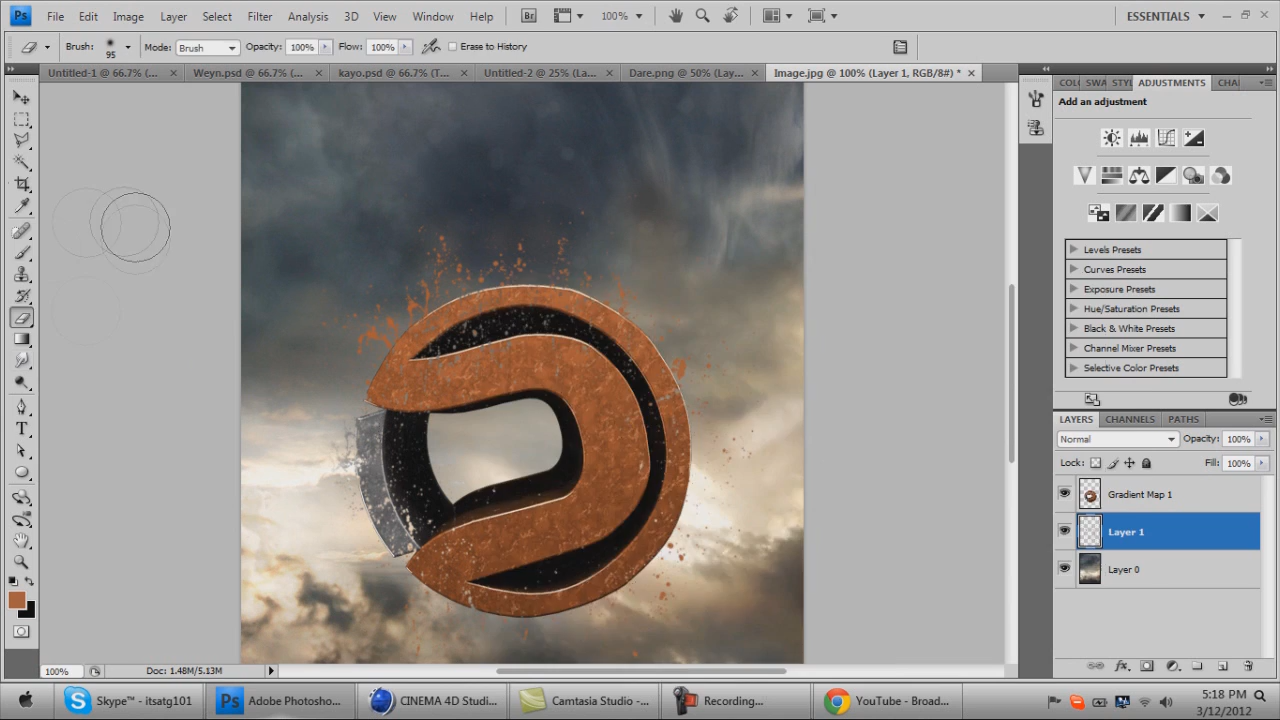 Ps File Edit Image Layer Select Filter Analysis 3D View Window Help Br 100% ESSENTIALS
Brush: 95 Mode: Brush Opacity: 100% Flow: 100% Erase to History
Untitled-1 @ 66.7% (... Weyn.psd @ 66.7% (... kayo.psd @ 66.7% (T... Untitled-2 @ 25% (La... Dare.png @ 50% (Lay... Image.jpg @ 100% (Layer 1, RGB/8#) *
ADJUSTMENTS
Add an adjustment
Levels Presets
Curves Presets
Exposure Presets
Hue/Saturation Presets
Black & White Presets
Channel Mixer Presets
Selective Color Presets
LAYERS CHANNELS PATHS
Normal Opacity: 100%
Lock: Fill: 100%
Gradient Map 1
Layer 1
Layer 0
T
100% Doc: 1.48M/5.13M
Skype™ - itsatg101 Ps Adobe Photosho... CINEMA 4D Studi... Camtasia Studio -... Recording... YouTube - Broad...
5:18 PM
3/12/2012